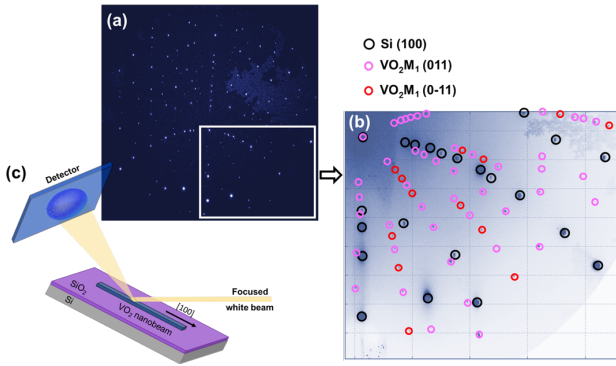 (a)
Si (100)
VO₂M₁ (011)
VO₂M₁ (0-11)
(b)
(c)
Detector
SiO₂
Si
VO₂ nanobeam
[100]
Focused
white beam